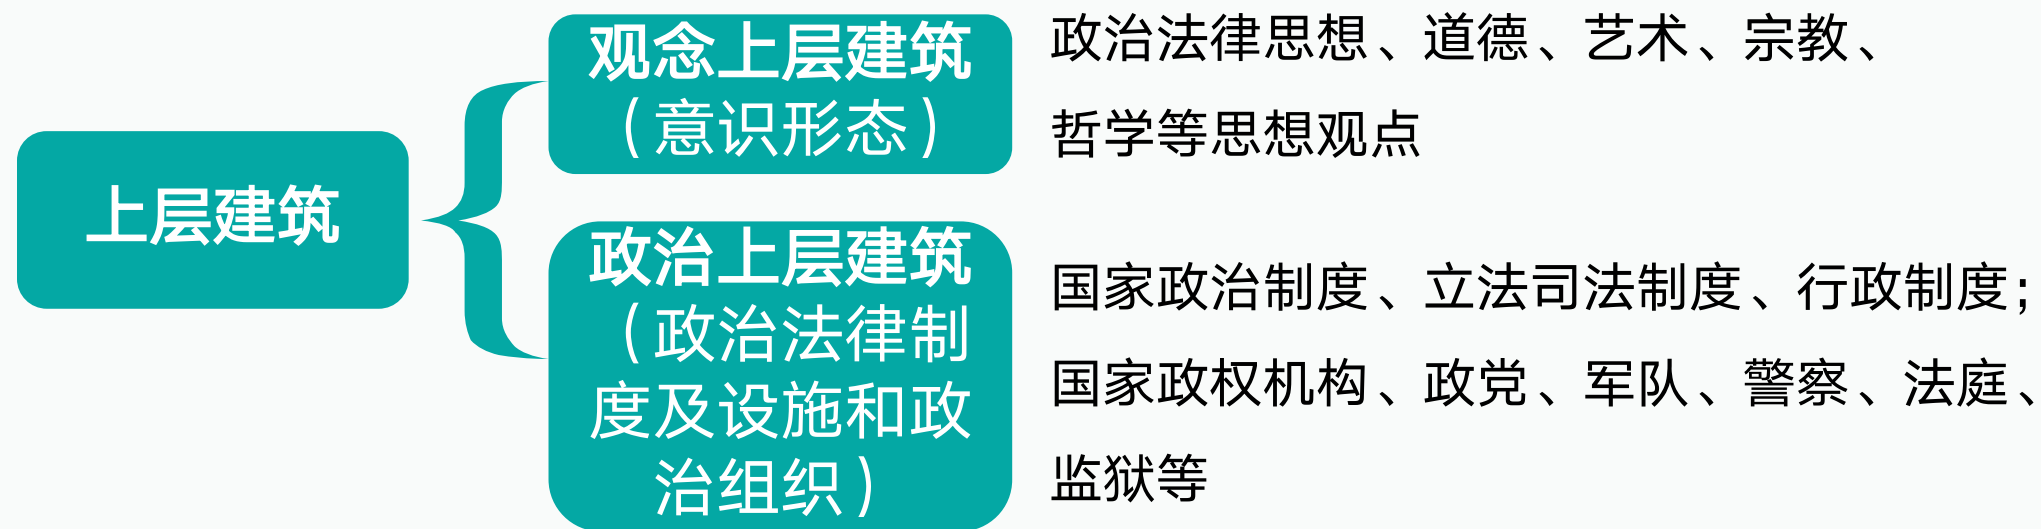 上层建筑
观念上层建筑
（意识形态）
政治法律思想、道德、艺术、宗教、
哲学等思想观点
政治上层建筑
（政治法律制
度及设施和政
治组织）
国家政治制度、立法司法制度、行政制度；
国家政权机构、政党、军队、警察、法庭、
监狱等